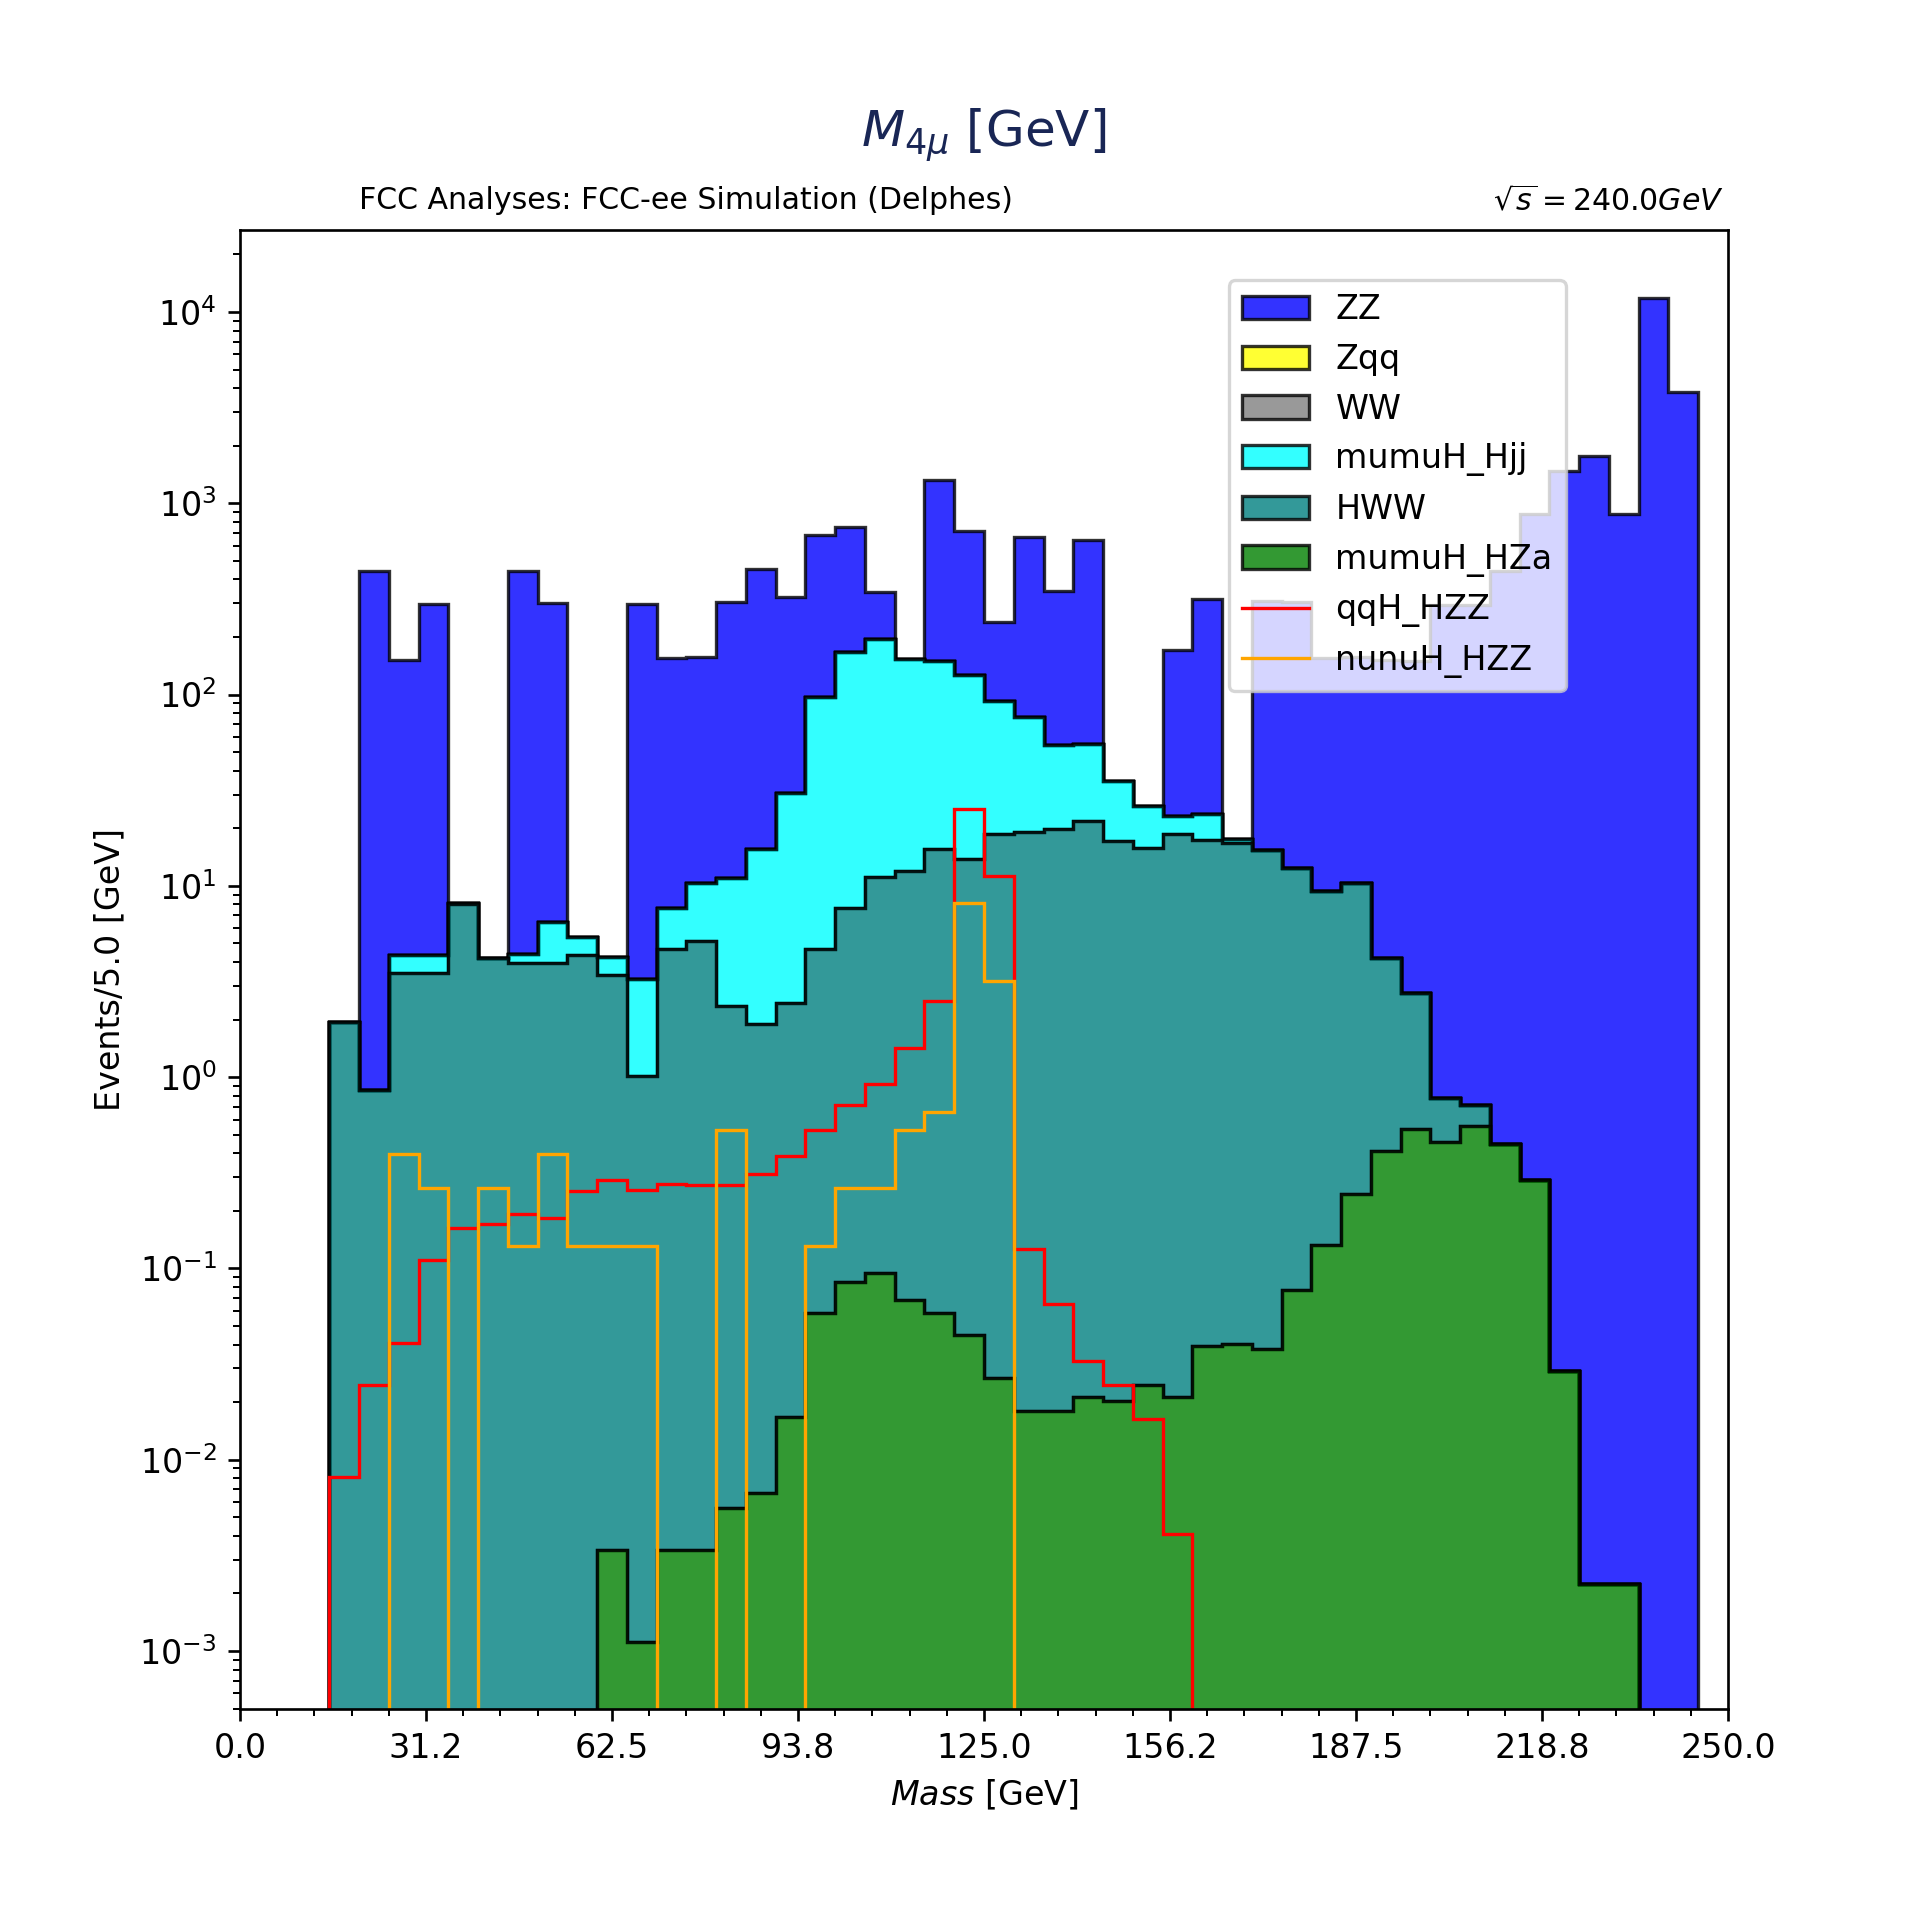 M4μ [GeV]
FCC Analyses: FCC-ee Simulation (Delphes)
√s = 240.0GeV
ZZ
Zqq
WW
mumuH_Hjj
HWW
mumuH_HZa
qqH_HZZ
nunuH_HZZ
Events/5.0 [GeV]
10⁴
10³
10²
10¹
10⁰
10⁻¹
10⁻²
10⁻³
0.0 31.2 62.5 93.8 125.0 156.2 187.5 218.8 250.0
Mass [GeV]